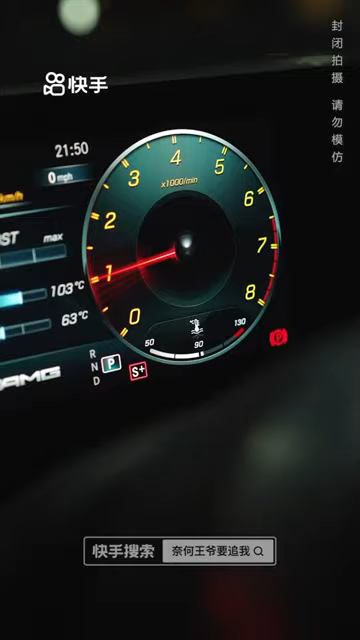 封闭拍摄 请勿模仿
快手
21:50
0 mph
km/h
x1000/min
0
1
2
3
4
5
6
7
8
max
103°C
63°C
AMG
R
N
D
P
S+
50
90
130
快手搜索 奈何王爷要追我